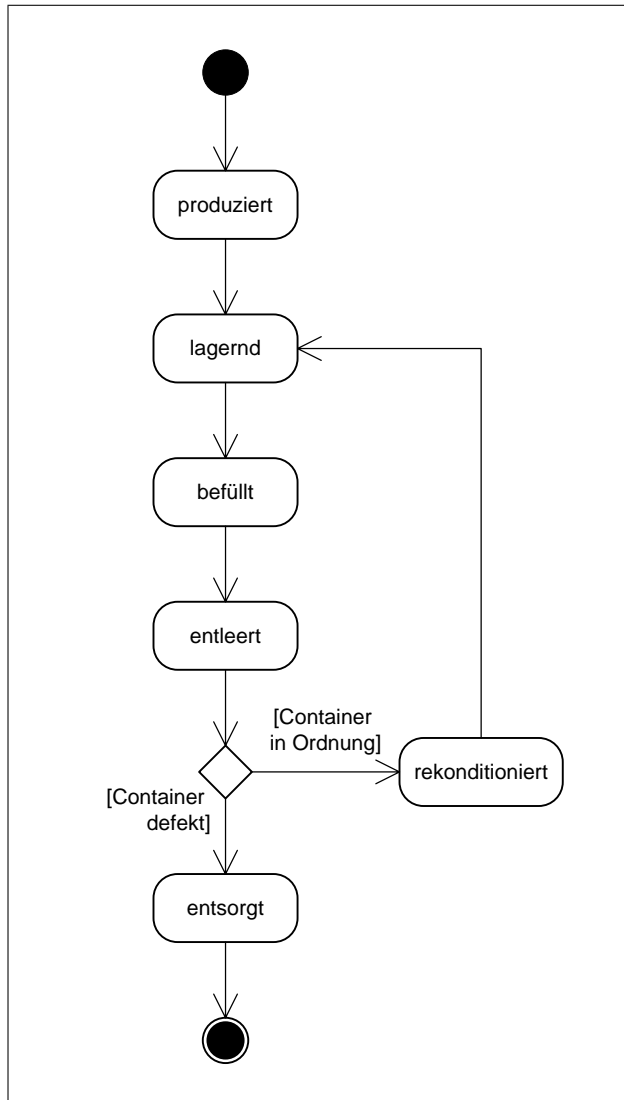 produziert
lagernd
befüllt
entleert
[Container
in Ordnung]
rekonditioniert
[Container
defekt]
entsorgt